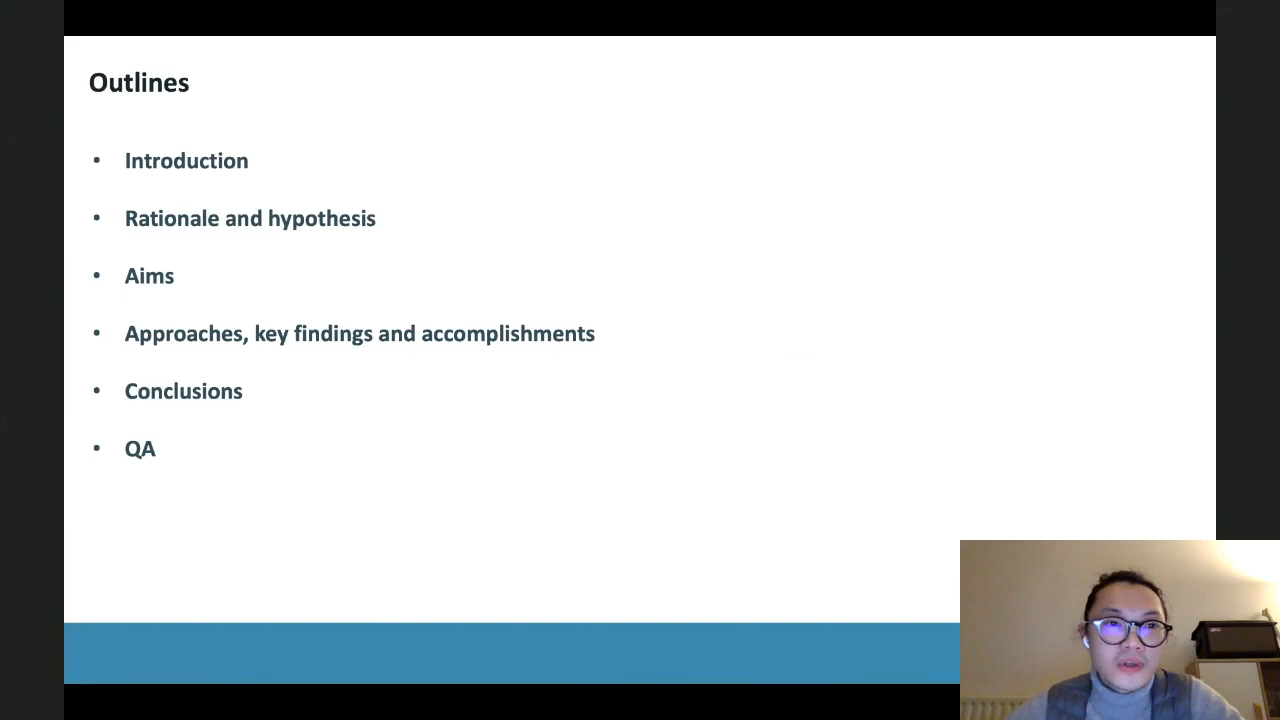 Outlines
• Introduction
• Rationale and hypothesis
• Aims
• Approaches, key findings and accomplishments
• Conclusions
• QA